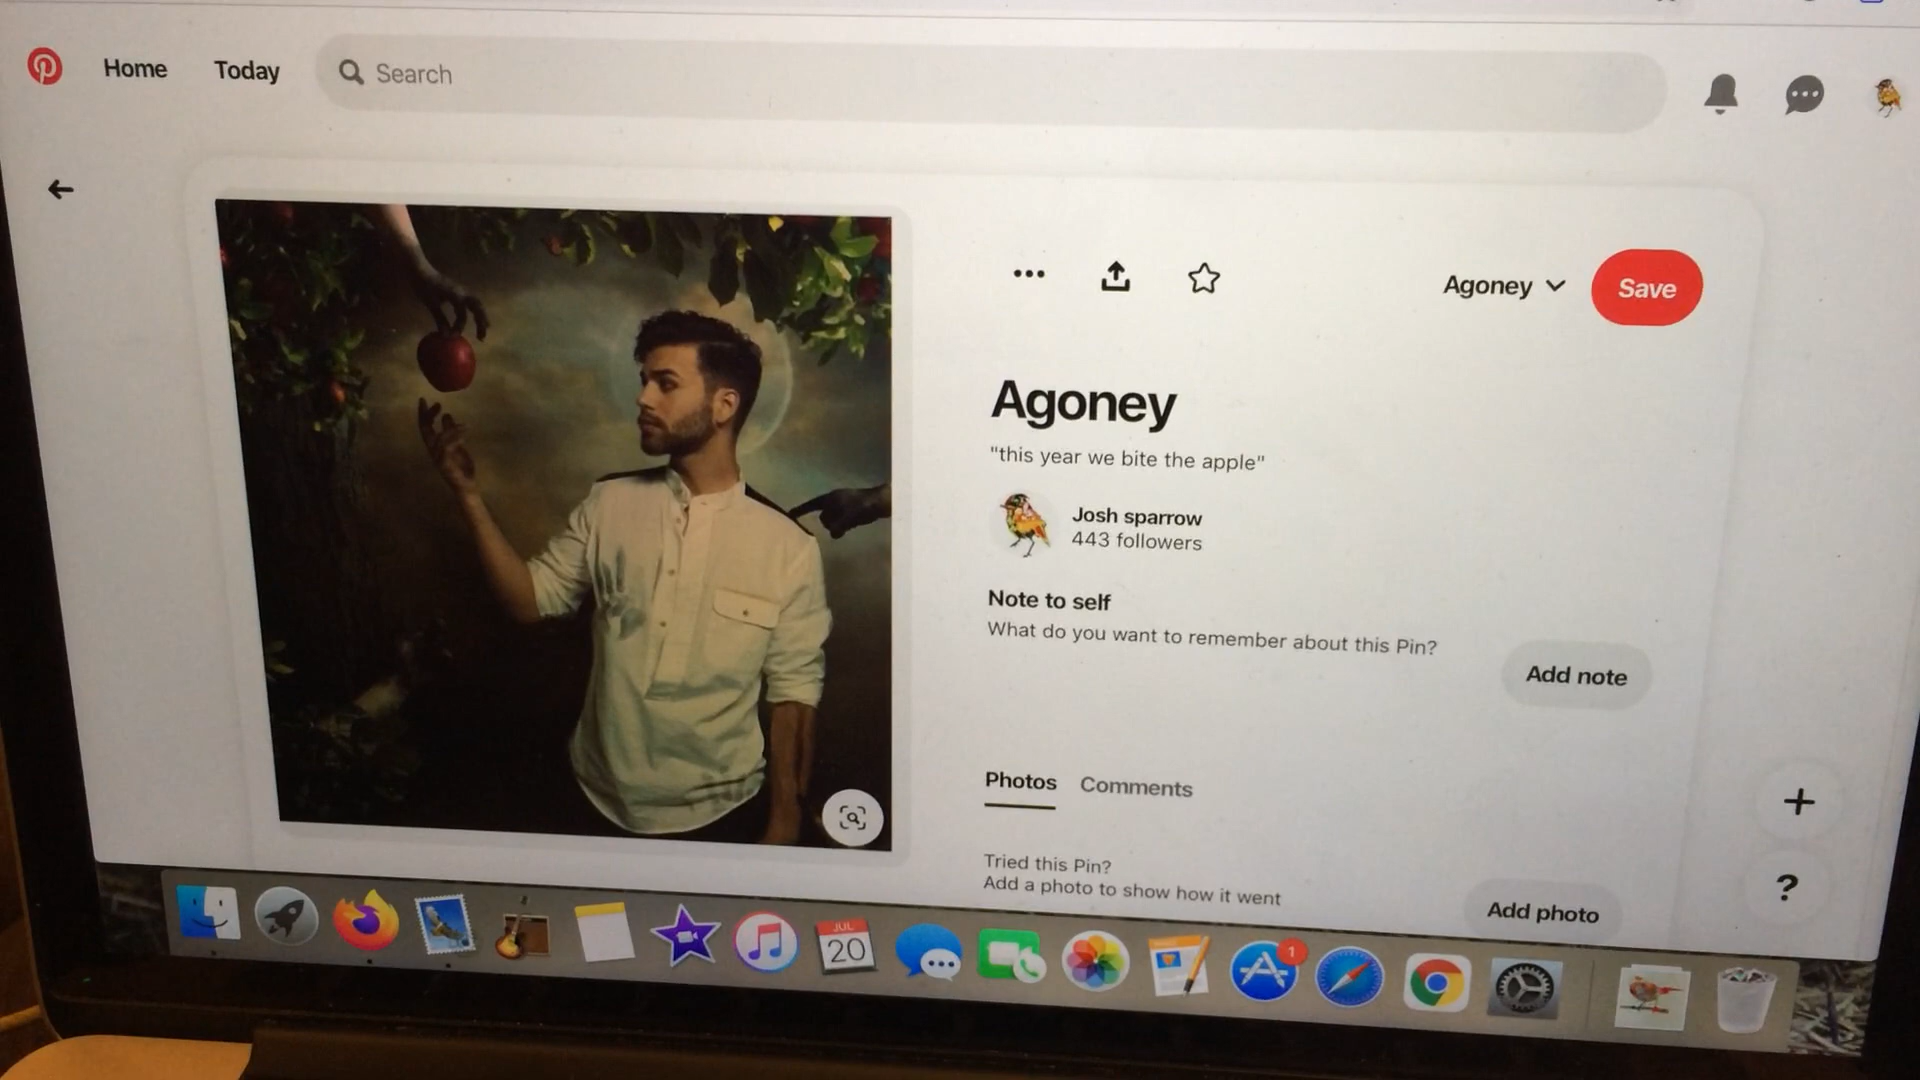 Home Today Search
Agoney Save
Agoney
"this year we bite the apple"
Josh sparrow
443 followers
Note to self
What do you want to remember about this Pin?
Add note
Photos Comments
Tried this Pin?
Add a photo to show how it went
Add photo
?
JUL
20
1